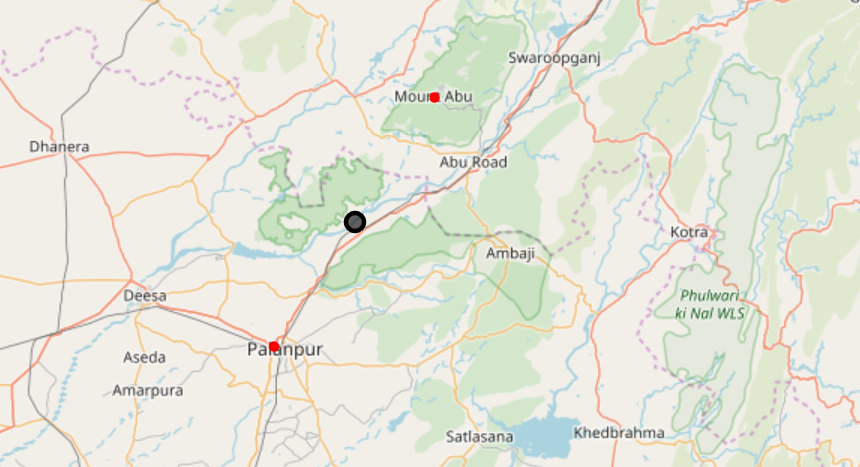 Swaroopganj
Mount Abu
Dhanera
Abu Road
Kotra
Ambaji
Deesa
Phulwari
ki Nal WLS
Palanpur
Aseda
Amarpura
Satlasana
Khedbrahma